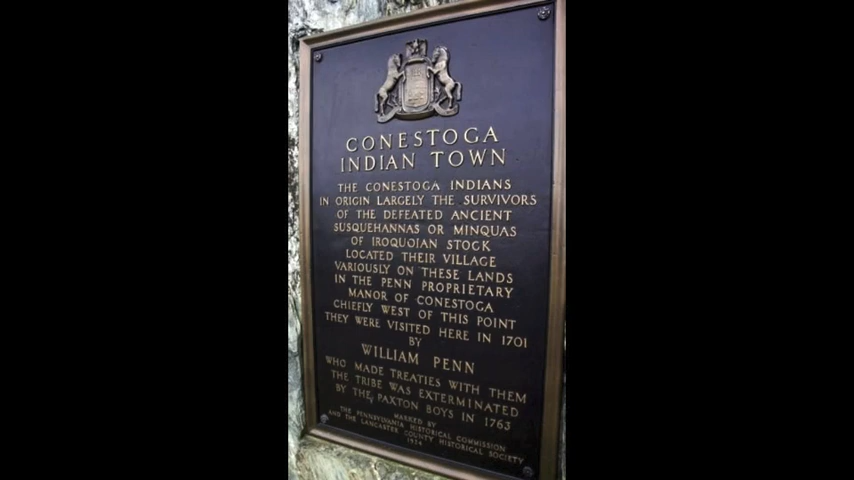 CONESTOGA
INDIAN TOWN
THE CONESTOGA INDIANS
IN ORIGIN LARGELY THE SURVIVORS
OF THE DEFEATED ANCIENT
SUSQUEHANNAS OR MINQUAS
OF IROQUOIAN STOCK
LOCATED THEIR VILLAGE
VARIOUSLY ON THESE LANDS
IN THE PENN PROPRIETARY
MANOR OF CONESTOGA
CHIEFLY WEST OF THIS POINT
THEY WERE VISITED HERE IN 1701
BY
WILLIAM PENN
WHO MADE TREATIES WITH THEM
THE TRIBE WAS EXTERMINATED
BY THE PAXTON BOYS IN 1763
MARKED BY
THE PENNSYLVANIA HISTORICAL COMMISSION
AND THE LANCASTER COUNTY HISTORICAL SOCIETY
1924